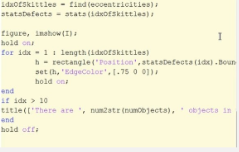 idxOfSkittles = find(eccentricities);
statsDefects = stats(idxOfSkittles);
figure, imshow(I);
hold on;
for idx = 1 : length(idxOfSkittles)
h = rectangle('Position',statsDefects(idx).Boun
set(h,'EdgeColor',[.75 0 0]);
hold on;
end
if idx > 10
title(['There are ', num2str(numObjects), ' objects in
end
hold off;